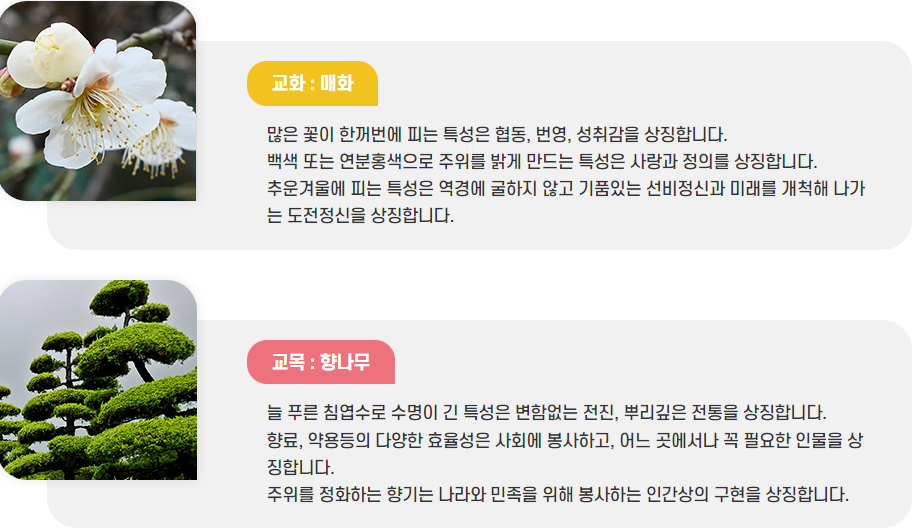 교화 : 매화
많은 꽃이 한꺼번에 피는 특성은 협동, 번영, 성취감을 상징합니다.
백색 또는 연분홍색으로 주위를 밝게 만드는 특성은 사랑과 정의를 상징합니다.
추운겨울에 피는 특성은 역경에 굴하지 않고 기품있는 선비정신과 미래를 개척해 나가
는 도전정신을 상징합니다.
교목 : 향나무
늘 푸른 침엽수로 수명이 긴 특성은 변함없는 전진, 뿌리깊은 전통을 상징합니다.
향료, 약용등의 다양한 효율성은 사회에 봉사하고, 어느 곳에서나 꼭 필요한 인물을 상
징합니다.
주위를 정화하는 향기는 나라와 민족을 위해 봉사하는 인간상의 구현을 상징합니다.